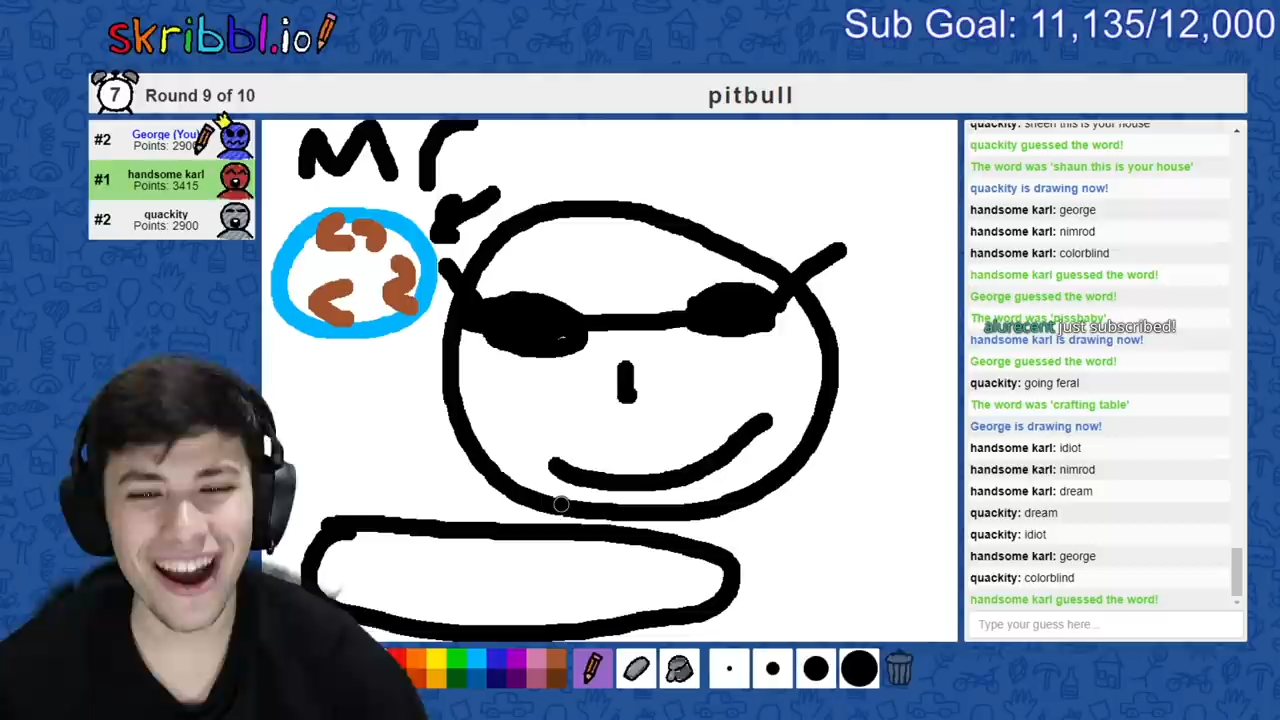 skribbl.io
Sub Goal: 11,135/12,000
7
Round 9 of 10
pitbull
#2
George (You)
Points: 2900
#1
handsome karl
Points: 3415
#2
quackity
Points: 2900
Mr
quackity: sheen this is your house
quackity guessed the word!
The word was 'shaun this is your house'
quackity is drawing now!
handsome karl: george
handsome karl: nimrod
handsome karl: colorblind
handsome karl guessed the word!
George guessed the word!
The word was 'pissbaby'
alurecent just subscribed!
handsome karl is drawing now!
George guessed the word!
quackity: going feral
The word was 'crafting table'
George is drawing now!
handsome karl: idiot
handsome karl: nimrod
handsome karl: dream
quackity: dream
quackity: idiot
handsome karl: george
quackity: colorblind
handsome karl guessed the word!
Type your guess here...